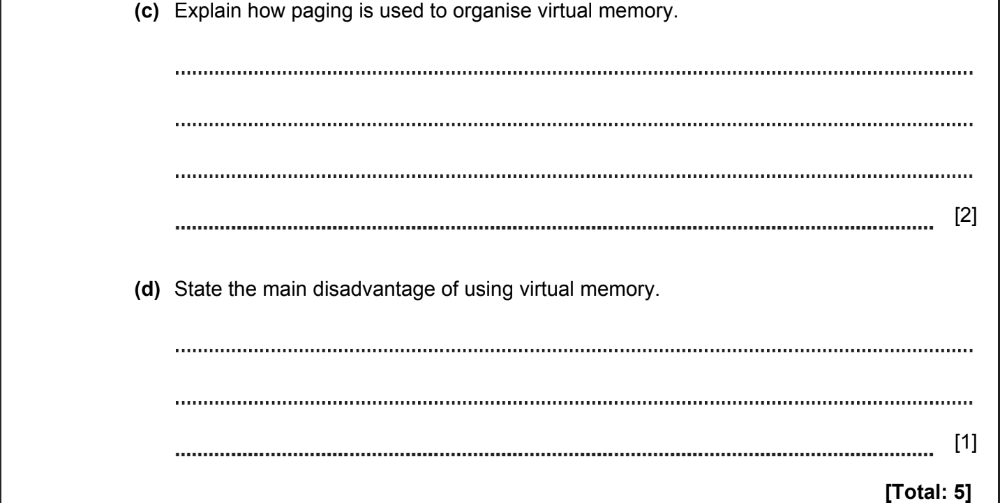 (c) Explain how paging is used to organise virtual memory.
[2]
(d) State the main disadvantage of using virtual memory.
[1]
[Total: 5]